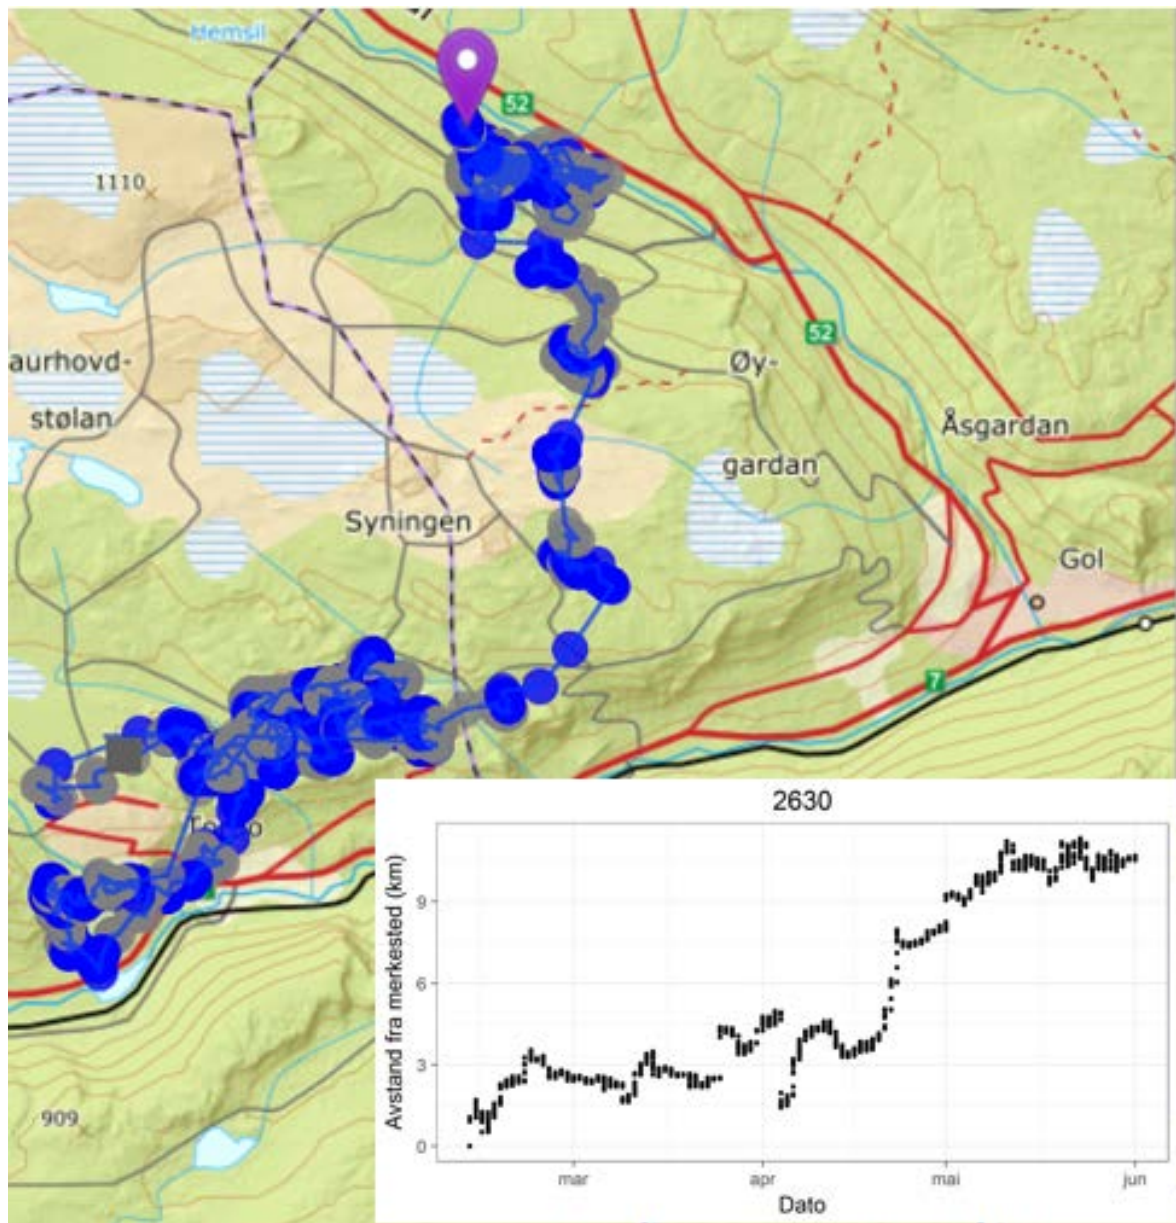 Hemsil
52
1110
52
aurhovd-
stølan
Øy-
gardan
Åsgardan
Syningen
Gol
7
909
2630
Avstand fra merkested (km)
9
6
3
0
mar
apr
mai
jun
Dato